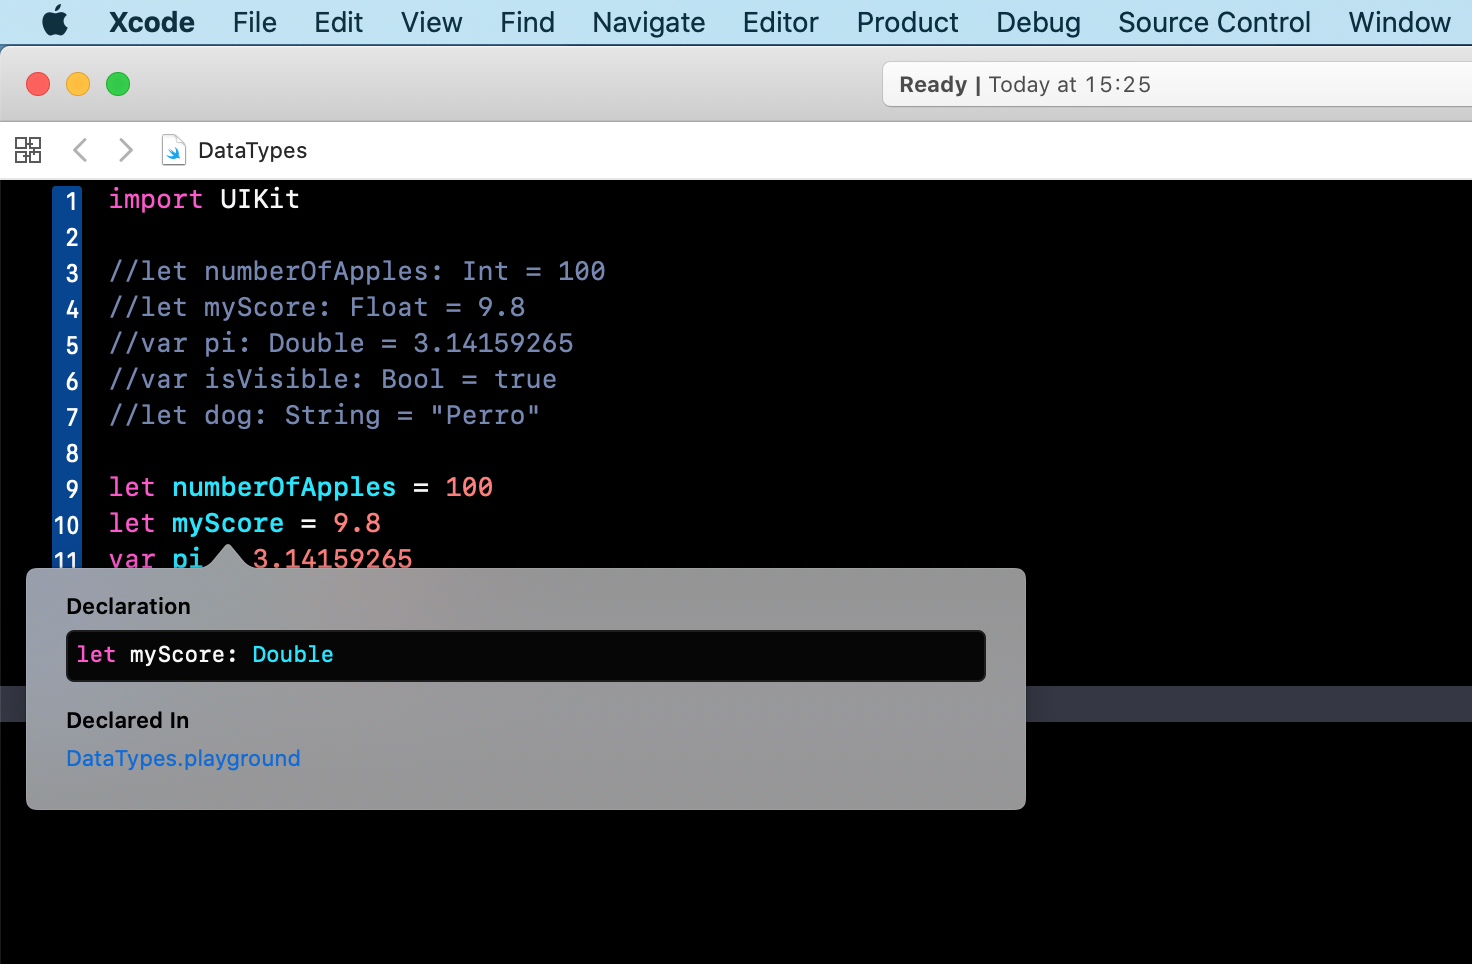 Xcode File Edit View Find Navigate Editor Product Debug Source Control Window
Ready | Today at 15:25
DataTypes
1 import UIKit
2
3 //let numberOfApples: Int = 100
4 //let myScore: Float = 9.8
5 //var pi: Double = 3.14159265
6 //var isVisible: Bool = true
7 //let dog: String = "Perro"
8
9 let numberOfApples = 100
10 let myScore = 9.8
11 var pi 3.14159265
Declaration
let myScore: Double
Declared In
DataTypes.playground